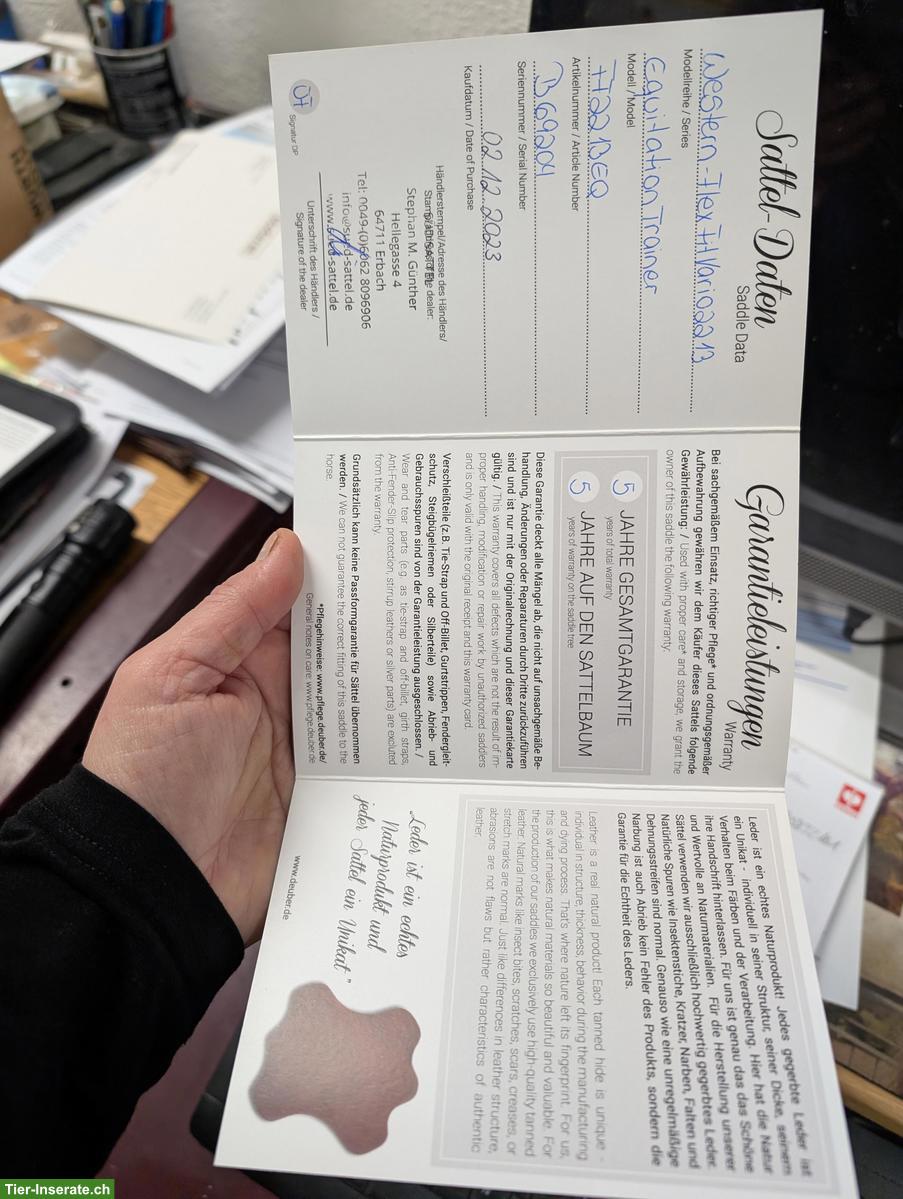 Sattel-Daten
Saddle Data
Western-Flex Fit Vario 2213
Modellreihe / Series
Equitation Trainer
Modell / Model
F2213EQ
Artikelnummer / Article Number
B69204
Seriennummer / Serial Number
02.12.2023
Kaufdatum / Date of Purchase
Händlerstempel/Adresse des Händlers/
Stephan M. Günther
Hellegasse 4
64711 Erbach
Tel: 0049-(0)6062 8096906
-sattel.de
-sattel.de
Unterschrift des Händlers /
Signature of the dealer
Signatur DP
Garantieleistungen
Warranty
Bei sachgemäßem Einsatz, richtiger Pflege* und ordnungsgemäßer
Aufbewahrung gewähren wir dem Käufer dieses Sattels folgende
Gewährleistung: / Used with proper care* and storage, we grant the
owner of this saddle the following warranty:
5 JAHRE GESAMTGARANTIE
years of total warranty
5 JAHRE AUF DEN SATTELBAUM
years of warranty on the saddle tree
Diese Garantie deckt alle Mängel ab, die nicht auf unsachgemäße Be-
handlung, Änderungen oder Reparaturen durch Dritte zurückzuführen
sind und ist nur mit der Originalrechnung und dieser Garantiekarte
gültig. / This warranty covers all defects which are not the result of im-
proper handling, modification or repair work by unauthorized saddlers
and is only valid with the original receipt and this warranty card.
Verschleißteile (z.B. Tie-Strap und Off-Billet, Gurtstrippen, Fendergleit-
schutz, Steigbügelriemen oder Silberteile) sowie Abrieb- und
Gebrauchsspuren sind von der Garantieleistung ausgeschlossen. /
Wear and tear parts (e.g. as tie-strap and off-billet, girth straps,
Anti-Fender-Slip protection, stirrup leathers or silver parts) are excluted
from the warranty.
Grundsätzlich kann keine Passformgarantie für Sättel übernommen
werden. / We can not guarantee the correct fitting of this saddle to the
horse.
*Pflegehinweise: www.pflege.deuber.de/
General notes on care: www.pflege.deuber.de
Leder ist ein echtes Naturprodukt! Jedes gegerbte Leder ist
ein Unikat - individuell in seiner Struktur, seiner Dicke, seinem
Verhalten beim Färben und der Verarbeitung. Hier hat die Natur
ihre Handschrift hinterlassen. Für uns ist genau das das Schöne
und Wertvolle an Naturmaterialien. Für die Herstellung unserer
Sättel verwenden wir ausschließlich hochwertig gegerbtes Leder.
Natürliche Spuren wie Insektenstiche, Kratzer, Narben, Falten und
Dehnungsstreifen sind normal. Genauso wie eine unregelmäßige
Narbung ist auch Abrieb kein Fehler des Produkts, sondern die
Garantie für die Echtheit des Leders.
Leather is a real natural product! Each tanned hide is unique -
individual in structure, thickness, behavior during the manufacturing
and dying process. That's where nature left its fingerprint. For us,
this is what makes natural materials so beautiful and valuable. For
the production of our saddles we exclusively use high-quality tanned
leather. Natural marks like insect bites, scratches, scars, creases, or
stretch marks are normal. Just like differences in leather structure,
abrasions are not flaws but rather characteristics of authentic
leather.
Leder ist ein echtes
Naturprodukt und
jeder Sattel ein Unikat"
www.deuber.de
Tier-Inserate.ch